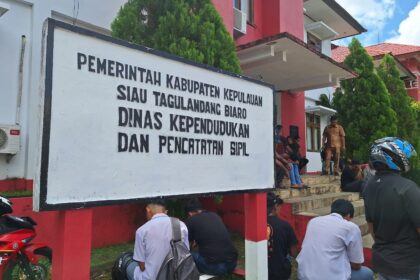 PEMERINTAH KABUPATEN KEPULAUAN
SIAU TAGULANDANG BIARO
DINAS KEPENDUDUKAN
DAN PENCATATAN SIPIL